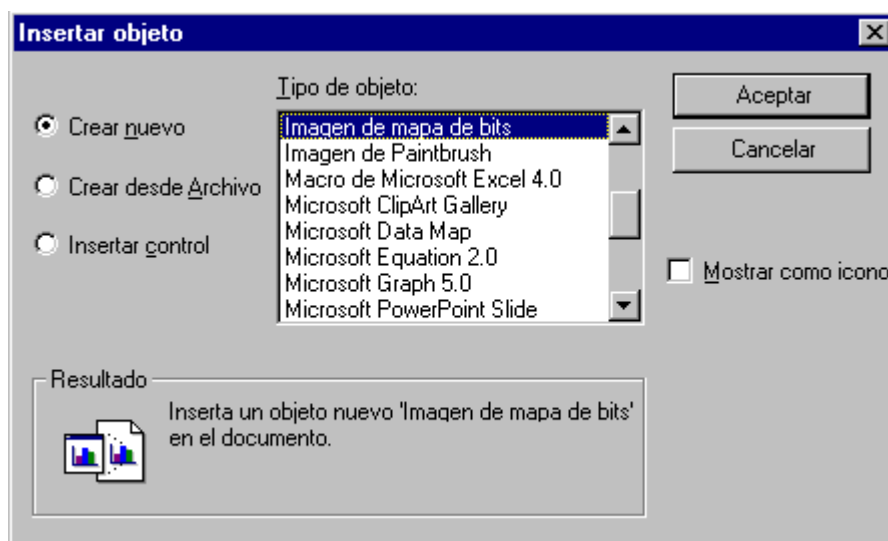 Insertar objeto
Tipo de objeto:
Crear nuevo
Crear desde Archivo
Insertar control
Imagen de mapa de bits
Imagen de Paintbrush
Macro de Microsoft Excel 4.0
Microsoft ClipArt Gallery
Microsoft Data Map
Microsoft Equation 2.0
Microsoft Graph 5.0
Microsoft PowerPoint Slide
Aceptar
Cancelar
Mostrar como icono
Resultado
Inserta un objeto nuevo 'Imagen de mapa de bits'
en el documento.